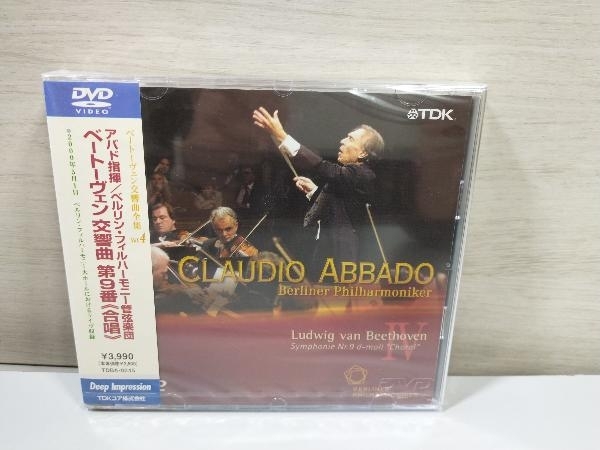 DVD
VIDEO
ベートーヴェン交響曲全集 Vol.4
アバド指揮/ベルリン・フィルハーモニー管弦楽団
ベートーヴェン 交響曲 第9番《合唱》
¥3,990
Deep Impression
TDKコア株式会社
TDK
CLAUDIO ABBADO
Berliner Philharmoniker
IV
Ludwig van Beethoven
Symphonie Nr.9 d-moll "Choral"